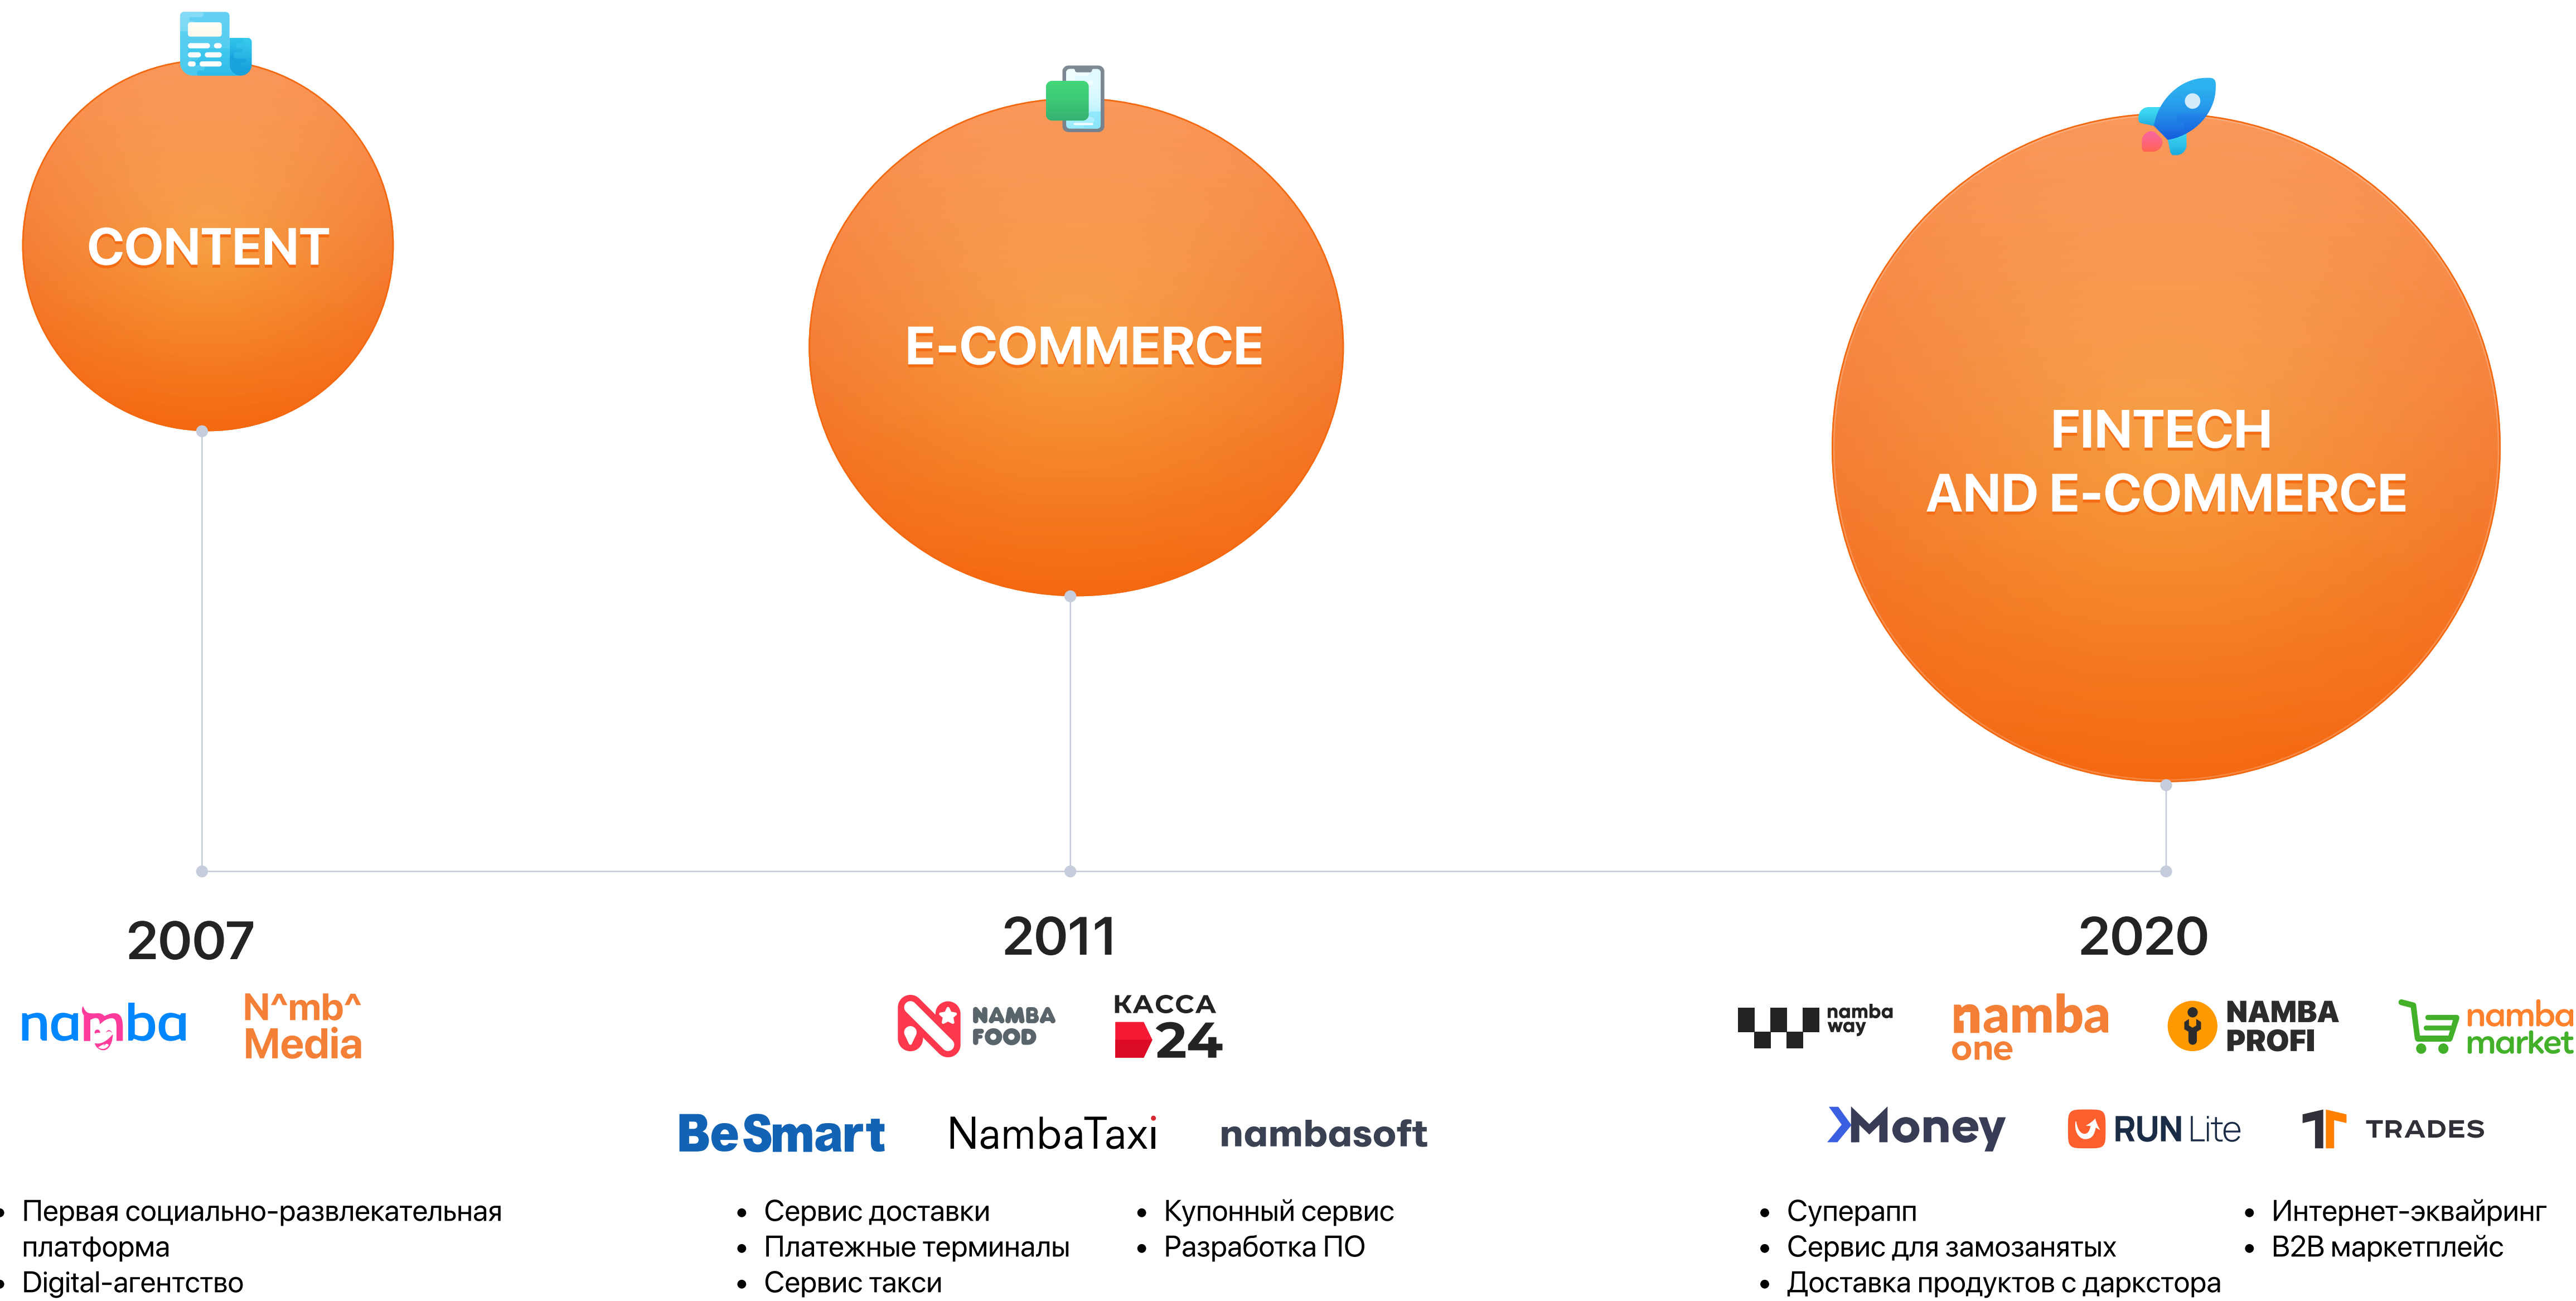 CONTENT
E-COMMERCE
FINTECH
AND E-COMMERCE
2007
namba
N^mb^
Media
• Первая социально-развлекательная
платформа
• Digital-агентство
2011
NAMBA
FOOD
КАССА
24
BeSmart
NambaTaxi
nambasoft
• Сервис доставки
• Платежные терминалы
• Сервис такси
• Купонный сервис
• Разработка ПО
2020
namba
way
namba
one
NAMBA
PROFI
namba
market
Money
RUN Lite
TRADES
• Суперапп
• Сервис для замозанятых
• Доставка продуктов с даркстора
• Интернет-эквайринг
• B2B маркетплейс